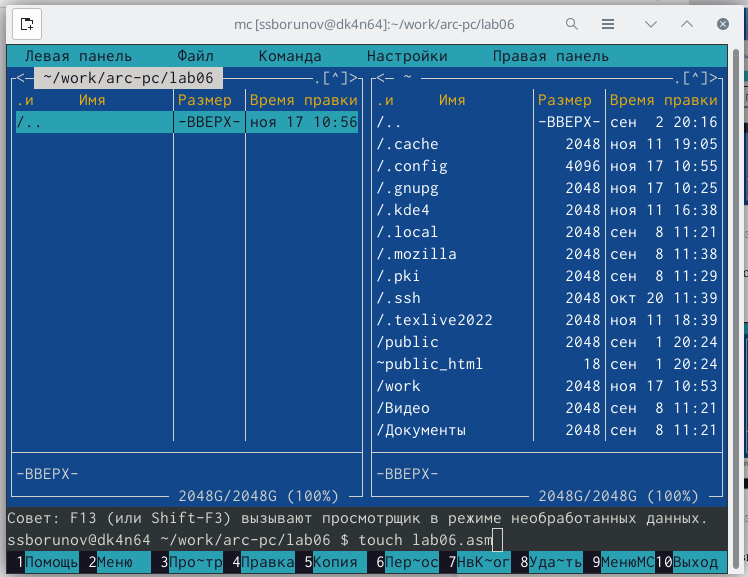 mc [ssborunov@dk4n64]:~/work/arc-pc/lab06
Левая панель Файл Команда Настройки Правая панель
<— ~/work/arc-pc/lab06 .[^]> <— ~ .[^]>
.и Имя Размер Время правки .и Имя Размер Время правки
/.. -ВВЕРХ- ноя 17 10:56 /.. -ВВЕРХ- сен 2 20:16
/.cache 2048 ноя 11 19:05
/.config 4096 ноя 17 10:55
/.gnupg 2048 ноя 17 10:25
/.kde4 2048 ноя 11 16:38
/.local 2048 сен 8 11:21
/.mozilla 2048 сен 8 11:38
/.pki 2048 сен 8 11:29
/.ssh 2048 окт 20 11:39
/.texlive2022 2048 ноя 11 18:39
/public 2048 сен 1 20:24
~public_html 18 сен 1 20:24
/work 2048 ноя 17 10:53
/Видео 2048 сен 8 11:21
/Документы 2048 сен 8 11:21
-ВВЕРХ- -ВВЕРХ-
2048G/2048G (100%) 2048G/2048G (100%)
Совет: F13 (или Shift-F3) вызывают просмотрщик в режиме необработанных данных.
ssborunov@dk4n64 ~/work/arc-pc/lab06 $ touch lab06.asm
1Помощь 2Меню 3Про~тр 4Правка 5Копия 6Пер~ос 7НвК~ог 8Уда~ть 9МенюMC 10Выход